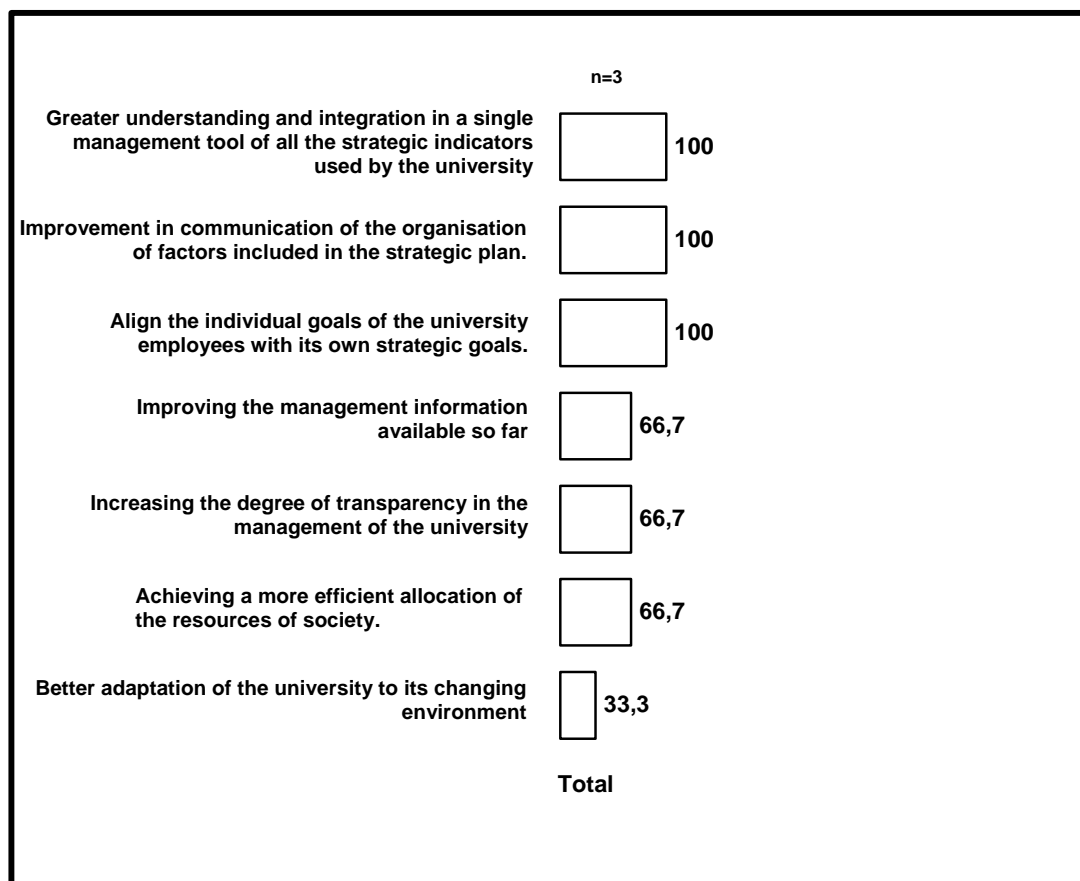 n=3
Greater understanding and integration in a single
management tool of all the strategic indicators
used by the university
100
Improvement in communication of the organisation
of factors included in the strategic plan.
100
Align the individual goals of the university
employees with its own strategic goals.
100
Improving the management information
available so far
66,7
Increasing the degree of transparency in the
management of the university
66,7
Achieving a more efficient allocation of
the resources of society.
66,7
Better adaptation of the university to its changing
environment
33,3
Total